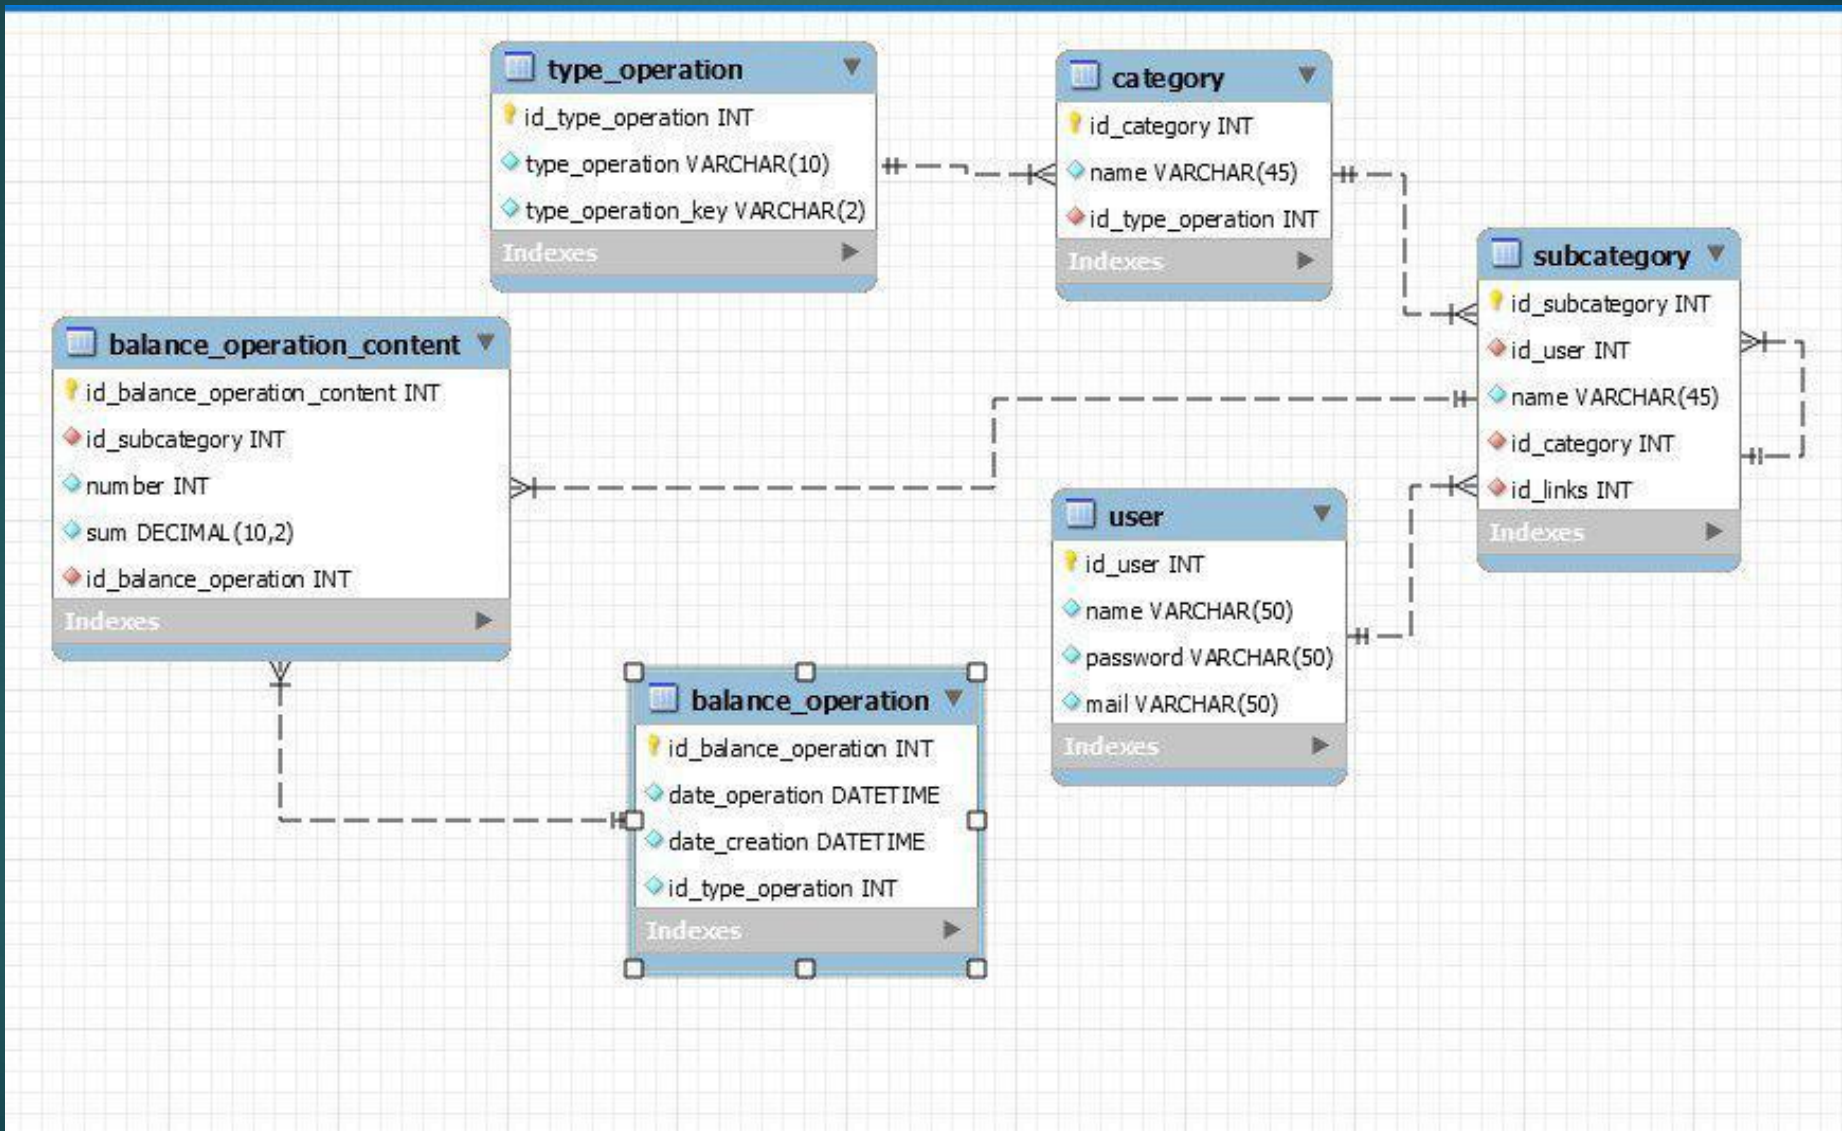 type_operation
id_type_operation INT
type_operation VARCHAR(10)
type_operation_key VARCHAR(2)
Indexes
category
id_category INT
name VARCHAR(45)
id_type_operation INT
Indexes
subcategory
id_subcategory INT
id_user INT
name VARCHAR(45)
id_category INT
id_links INT
Indexes
balance_operation_content
id_balance_operation_content INT
id_subcategory INT
number INT
sum DECIMAL(10,2)
id_balance_operation INT
Indexes
user
id_user INT
name VARCHAR(50)
password VARCHAR(50)
mail VARCHAR(50)
Indexes
balance_operation
id_balance_operation INT
date_operation DATETIME
date_creation DATETIME
id_type_operation INT
Indexes